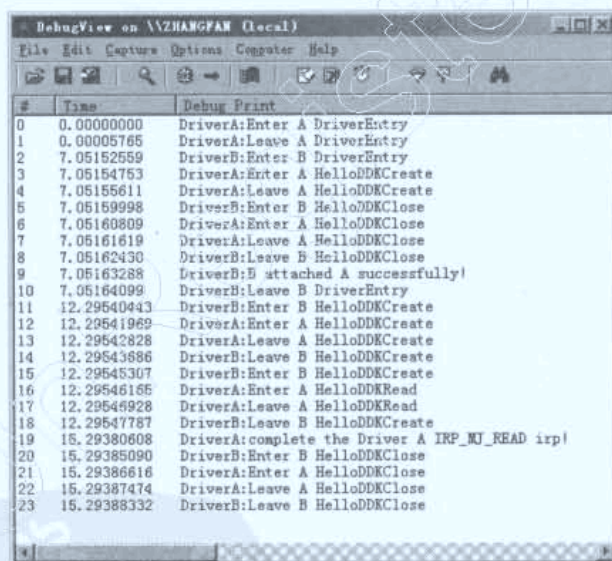 DebugView on \\ZHANGFAN (local)
File Edit Capture Options Computer Help
# Time Debug Print
0 0.00000000 DriverA:Enter A DriverEntry
1 0.00005765 DriverA:Leave A DriverEntry
2 7.05152559 DriverB:Enter B DriverEntry
3 7.05154753 DriverA:Enter A HelloDDKCreate
4 7.05155611 DriverA:Leave A HelloDDKCreate
5 7.05159998 DriverB:Enter B HelloDDKClose
6 7.05160809 DriverA:Enter A HelloDDKClose
7 7.05161619 DriverA:Leave A HelloDDKClose
8 7.05162430 DriverB:Leave B HelloDDKClose
9 7.05163288 DriverB:B attached A successfully!
10 7.05164099 DriverB:Leave B DriverEntry
11 12.29540443 DriverB:Enter B HelloDDKCreate
12 12.29541969 DriverA:Enter A HelloDDKCreate
13 12.29542828 DriverA:Leave A HelloDDKCreate
14 12.29543686 DriverB:Leave B HelloDDKCreate
15 12.29545307 DriverB:Enter B HelloDDKCreate
16 12.29546165 DriverA:Enter A HelloDDKRead
17 12.29546928 DriverA:Leave A HelloDDKRead
18 12.29547787 DriverB:Leave B HelloDDKCreate
19 15.29380608 DriverA:complete the Driver A IRP_MJ_READ irp!
20 15.29385090 DriverB:Enter B HelloDDKClose
21 15.29386616 DriverA:Enter A HelloDDKClose
22 15.29387474 DriverA:Leave A HelloDDKClose
23 15.29388332 DriverB:Leave B HelloDDKClose